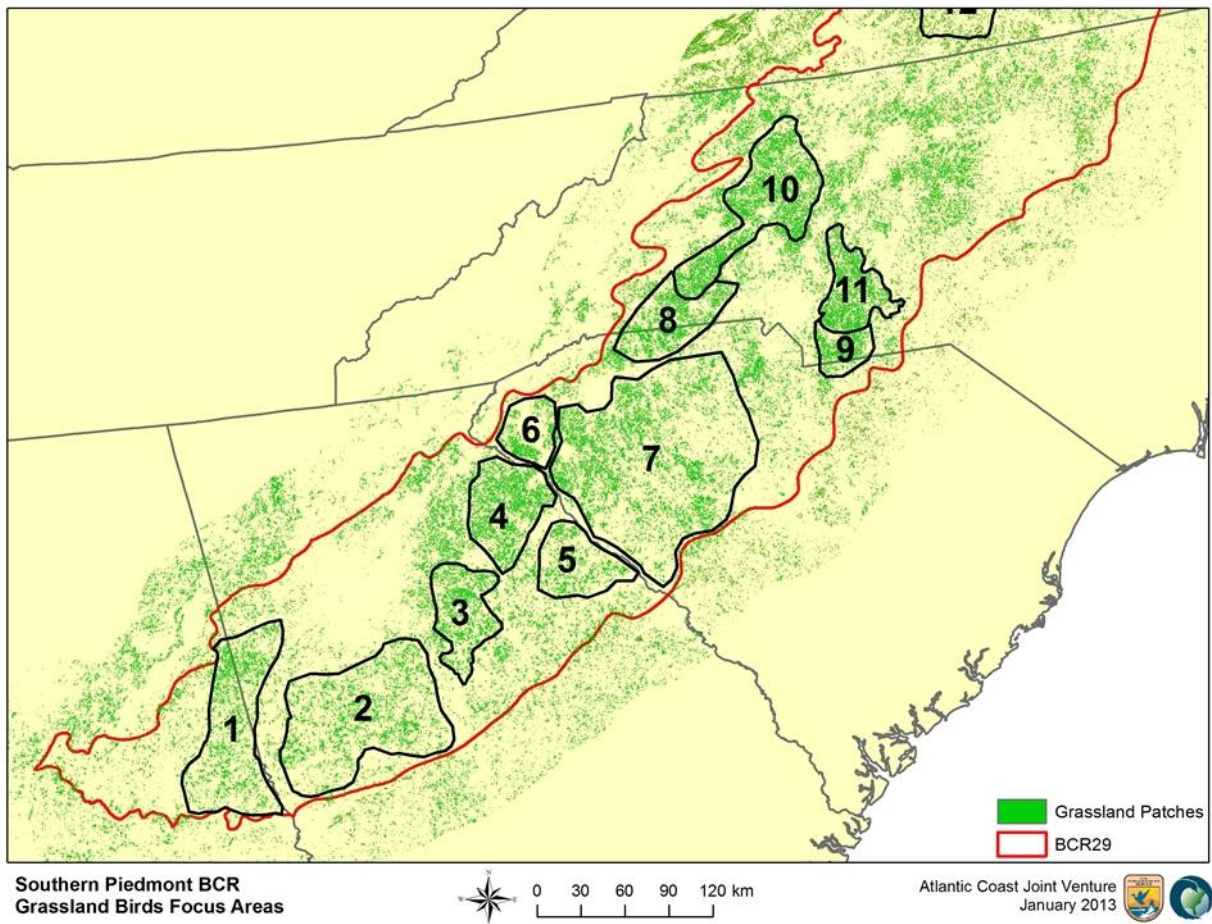 12
10
11
8
9
6
7
4
5
3
2
1
Grassland Patches
BCR29
Southern Piedmont BCR
Grassland Birds Focus Areas
N
0 30 60 90 120 km
Atlantic Coast Joint Venture
January 2013